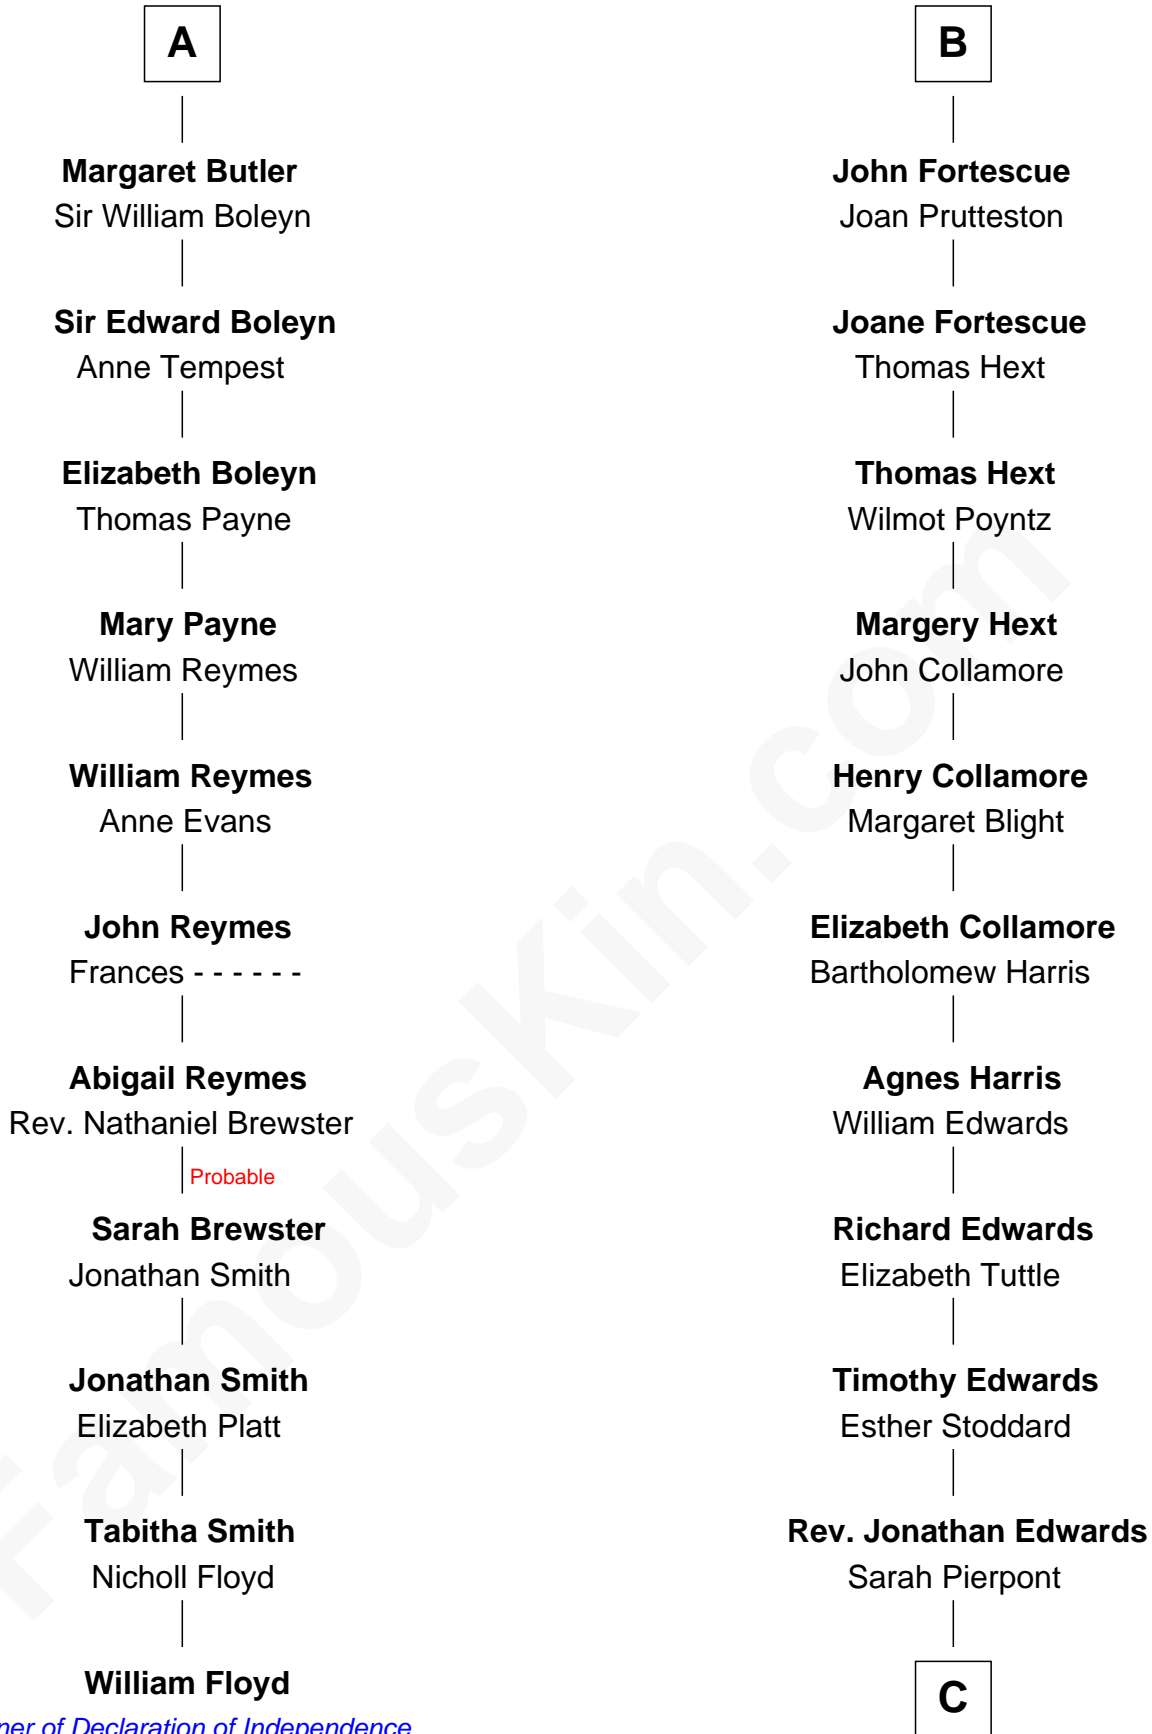 A
Margaret Butler
Sir William Boleyn
Sir Edward Boleyn
Anne Tempest
Elizabeth Boleyn
Thomas Payne
Mary Payne
William Reymes
William Reymes
Anne Evans
John Reymes
Frances - - - - - -
Abigail Reymes
Rev. Nathaniel Brewster
Probable
Sarah Brewster
Jonathan Smith
Jonathan Smith
Elizabeth Platt
Tabitha Smith
Nicholl Floyd
William Floyd
ner of Declaration of Independence
B
John Fortescue
Joan Prutteston
Joane Fortescue
Thomas Hext
Thomas Hext
Wilmot Poyntz
Margery Hext
John Collamore
Henry Collamore
Margaret Blight
Elizabeth Collamore
Bartholomew Harris
Agnes Harris
William Edwards
Richard Edwards
Elizabeth Tuttle
Timothy Edwards
Esther Stoddard
Rev. Jonathan Edwards
Sarah Pierpont
C
FamousKin.com